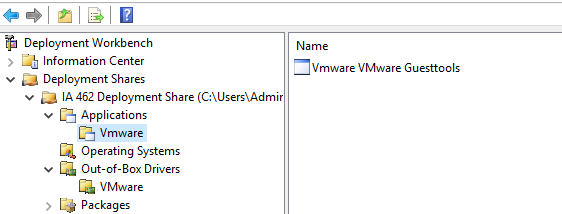 Deployment Workbench
Information Center
Deployment Shares
IA 462 Deployment Share (C:\Users\Admir
Applications
Vmware
Operating Systems
Out-of-Box Drivers
VMware
Packages
Name
Vmware VMware Guesttools